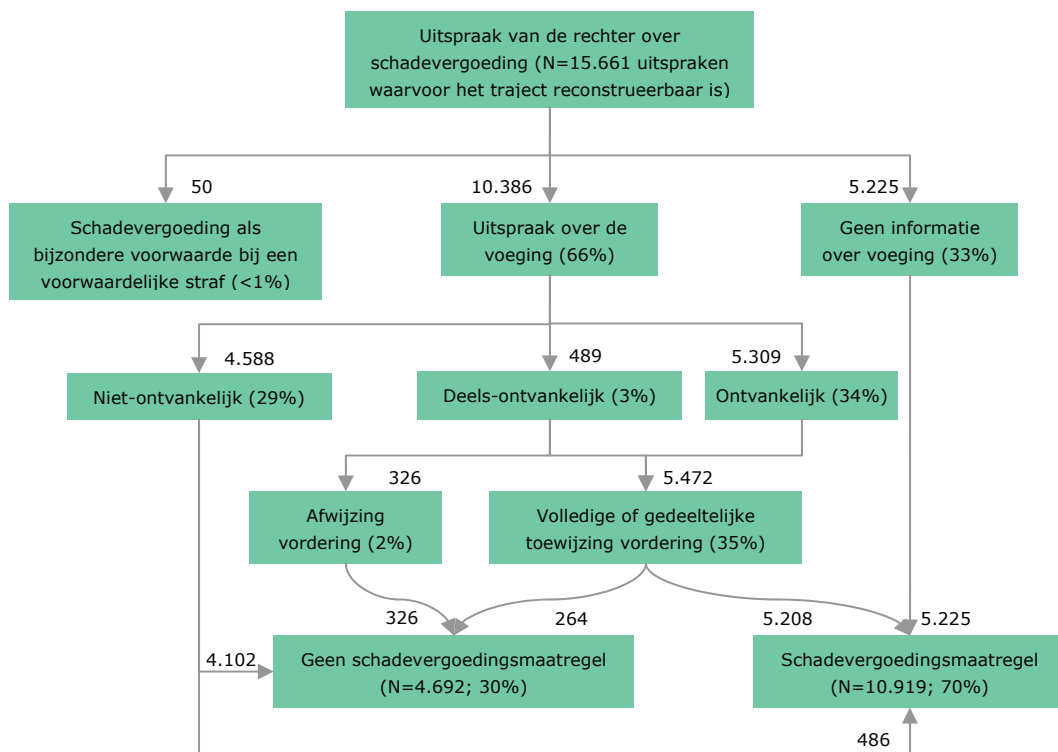 Uitspraak van de rechter over
schadevergoeding (N=15.661 uitspraken
waarvoor het traject reconstrueerbaar is)
50
10.386
5.225
Schadevergoeding als
bijzondere voorwaarde bij een
voorwaardelijke straf (<1%)
Uitspraak over de
voeging (66%)
Geen informatie
over voeging (33%)
4.588
489
5.309
Niet-ontvankelijk (29%)
Deels-ontvankelijk (3%)
Ontvankelijk (34%)
326
5.472
Afwijzing
vordering (2%)
Volledige of gedeeltelijke
toewijzing vordering (35%)
326
264
5.208
5.225
4.102
Geen schadevergoedingsmaatregel
(N=4.692; 30%)
Schadevergoedingsmaatregel
(N=10.919; 70%)
486